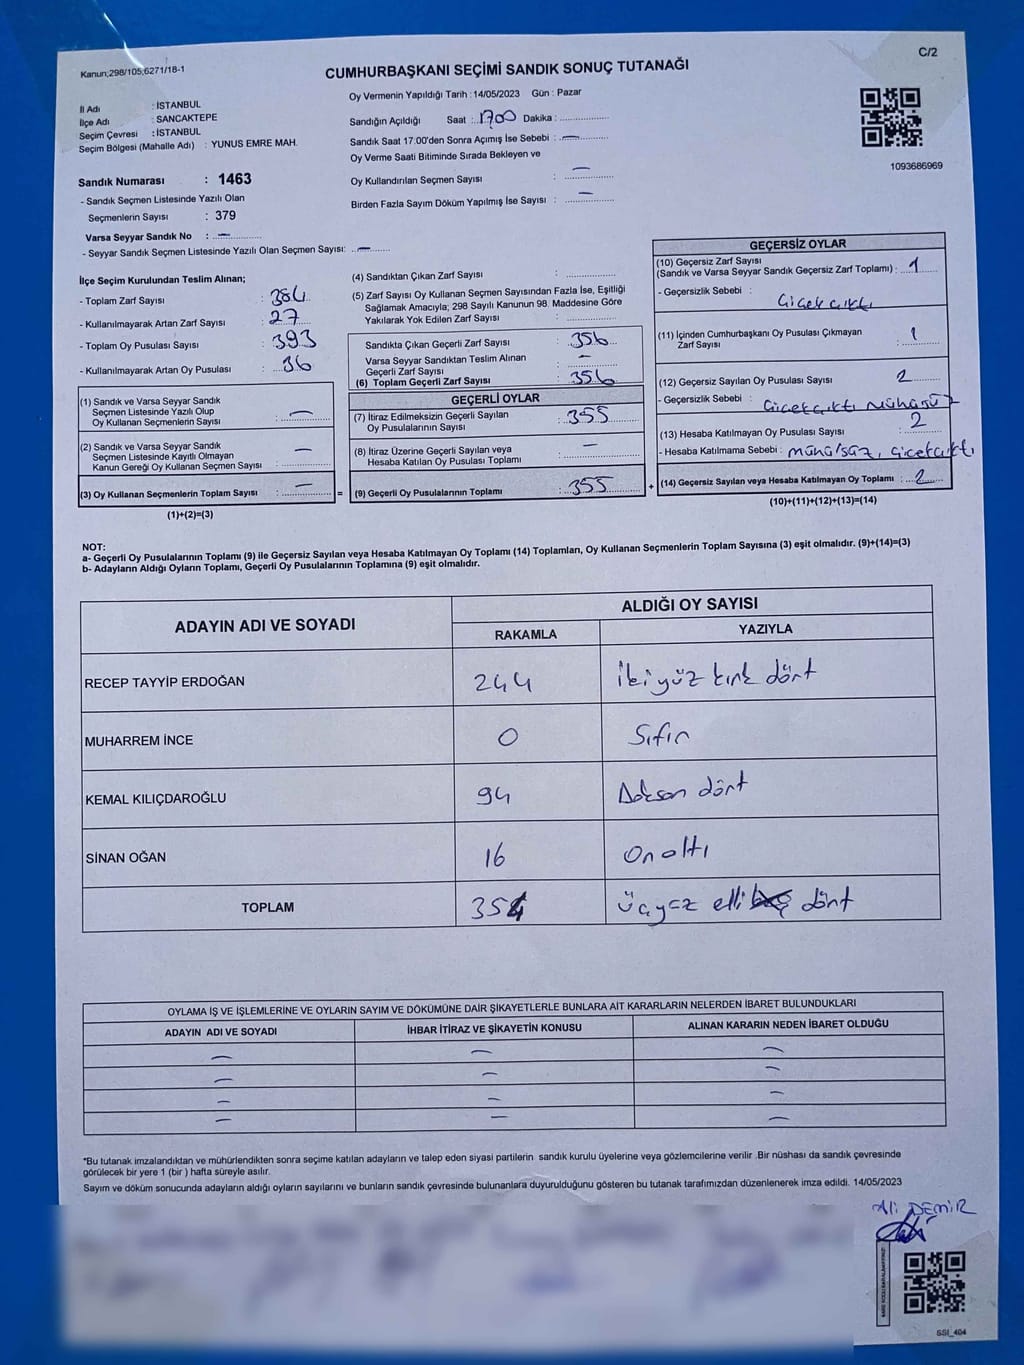 C/2
Kanun;298/105;6271/18-1
CUMHURBAŞKANI SEÇİMİ SANDIK SONUÇ TUTANAĞI
İl Adı : İSTANBUL
İlçe Adı : SANCAKTEPE
Seçim Çevresi : İSTANBUL
Seçim Bölgesi (Mahalle Adı) : YUNUS EMRE MAH.
Sandık Numarası : 1463
- Sandık Seçmen Listesinde Yazılı Olan
Seçmenlerin Sayısı : 379
Varsa Seyyar Sandık No : —
- Seyyar Sandık Seçmen Listesinde Yazılı Olan Seçmen Sayısı: —
Oy Vermenin Yapıldığı Tarih : 14/05/2023 Gün : Pazar
Sandığın Açıldığı Saat : 1700 Dakika :
Sandık Saat 17:00'den Sonra Açımış İse Sebebi : —
Oy Verme Saati Bitiminde Sırada Bekleyen ve
Oy Kullandırılan Seçmen Sayısı : —
Birden Fazla Sayım Döküm Yapılmış İse Sayısı : —
1093686969
İlçe Seçim Kurulundan Teslim Alınan;
- Toplam Zarf Sayısı : 384
- Kullanılmayarak Artan Zarf Sayısı : 27
- Toplam Oy Pusulası Sayısı : 393
- Kullanılmayarak Artan Oy Pusulası : 36
(1) Sandık ve Varsa Seyyar Sandık
Seçmen Listesinde Yazılı Olup
Oy Kullanan Seçmenlerin Sayısı : —
(2) Sandık ve Varsa Seyyar Sandık
Seçmen Listesinde Kayıtlı Olmayan
Kanun Gereği Oy Kullanan Seçmen Sayısı : —
(3) Oy Kullanan Seçmenlerin Toplam Sayısı : — =
(1)+(2)=(3)
(4) Sandıktan Çıkan Zarf Sayısı :
(5) Zarf Sayısı Oy Kullanan Seçmen Sayısından Fazla İse, Eşitliği
Sağlamak Amacıyla; 298 Sayılı Kanunun 98. Maddesine Göre
Yakılarak Yok Edilen Zarf Sayısı :
Sandıkta Çıkan Geçerli Zarf Sayısı : 356
Varsa Seyyar Sandıktan Teslim Alınan
Geçerli Zarf Sayısı : —
(6) Toplam Geçerli Zarf Sayısı : 356
GEÇERLİ OYLAR
(7) İtiraz Edilmeksizin Geçerli Sayılan
Oy Pusulalarının Sayısı : 355
(8) İtiraz Üzerine Geçerli Sayılan veya
Hesaba Katılan Oy Pusulası Toplamı : —
(9) Geçerli Oy Pusulalarının Toplamı : 355 +
GEÇERSİZ OYLAR
(10) Geçersiz Zarf Sayısı
(Sandık ve Varsa Seyyar Sandık Geçersiz Zarf Toplamı) : 1
- Geçersizlik Sebebi : Cicekcıktı
(11) İçinden Cumhurbaşkanı Oy Pusulası Çıkmayan
Zarf Sayısı : 1
(12) Geçersiz Sayılan Oy Pusulası Sayısı 2
- Geçersizlik Sebebi : Cicekcıktı Mühüsüz
(13) Hesaba Katılmayan Oy Pusulası Sayısı : 2
- Hesaba Katılmama Sebebi : mühürsüz, Cicetcıktı
(14) Geçersiz Sayılan veya Hesaba Katılmayan Oy Toplamı : 2
(10)+(11)+(12)+(13)=(14)
NOT:
a- Geçerli Oy Pusulalarının Toplamı (9) ile Geçersiz Sayılan veya Hesaba Katılmayan Oy Toplamı (14) Toplamları, Oy Kullanan Seçmenlerin Toplam Sayısına (3) eşit olmalıdır. (9)+(14)=(3)
b- Adayların Aldığı Oyların Toplamı, Geçerli Oy Pusulalarının Toplamına (9) eşit olmalıdır.
ADAYIN ADI VE SOYADI
ALDIĞI OY SAYISI
RAKAMLA YAZIYLA
RECEP TAYYİP ERDOĞAN 244 İkiyüz kırk dört
MUHARREM İNCE 0 Sıfır
KEMAL KILIÇDAROĞLU 94 Doksan dört
SİNAN OĞAN 16 On altı
TOPLAM 354 Üçyüz elli dört
OYLAMA İŞ VE İŞLEMLERİNE VE OYLARIN SAYIM VE DÖKÜMÜNE DAİR ŞİKAYETLERLE BUNLARA AİT KARARLARIN NELERDEN İBARET BULUNDUKLARI
ADAYIN ADI VE SOYADI İHBAR İTİRAZ VE ŞİKAYETİN KONUSU ALINAN KARARIN NEDEN İBARET OLDUĞU
— — —
— — —
— — —
— — —
*Bu tutanak imzalandıktan ve mühürlendikten sonra seçime katılan adayların ve talep eden siyasi partilerin sandık kurulu üyelerine veya gözlemcilerine verilir .Bir nüshası da sandık çevresinde
görülecek bir yere 1 (bir ) hafta süreyle asılır.
Sayım ve döküm sonucunda adayların aldığı oyların sayılarını ve bunların sandık çevresinde bulunanlara duyurulduğunu gösteren bu tutanak tarafımızdan düzenlenerek imza edildi. 14/05/2023
Ali DEMİR
SSI_404